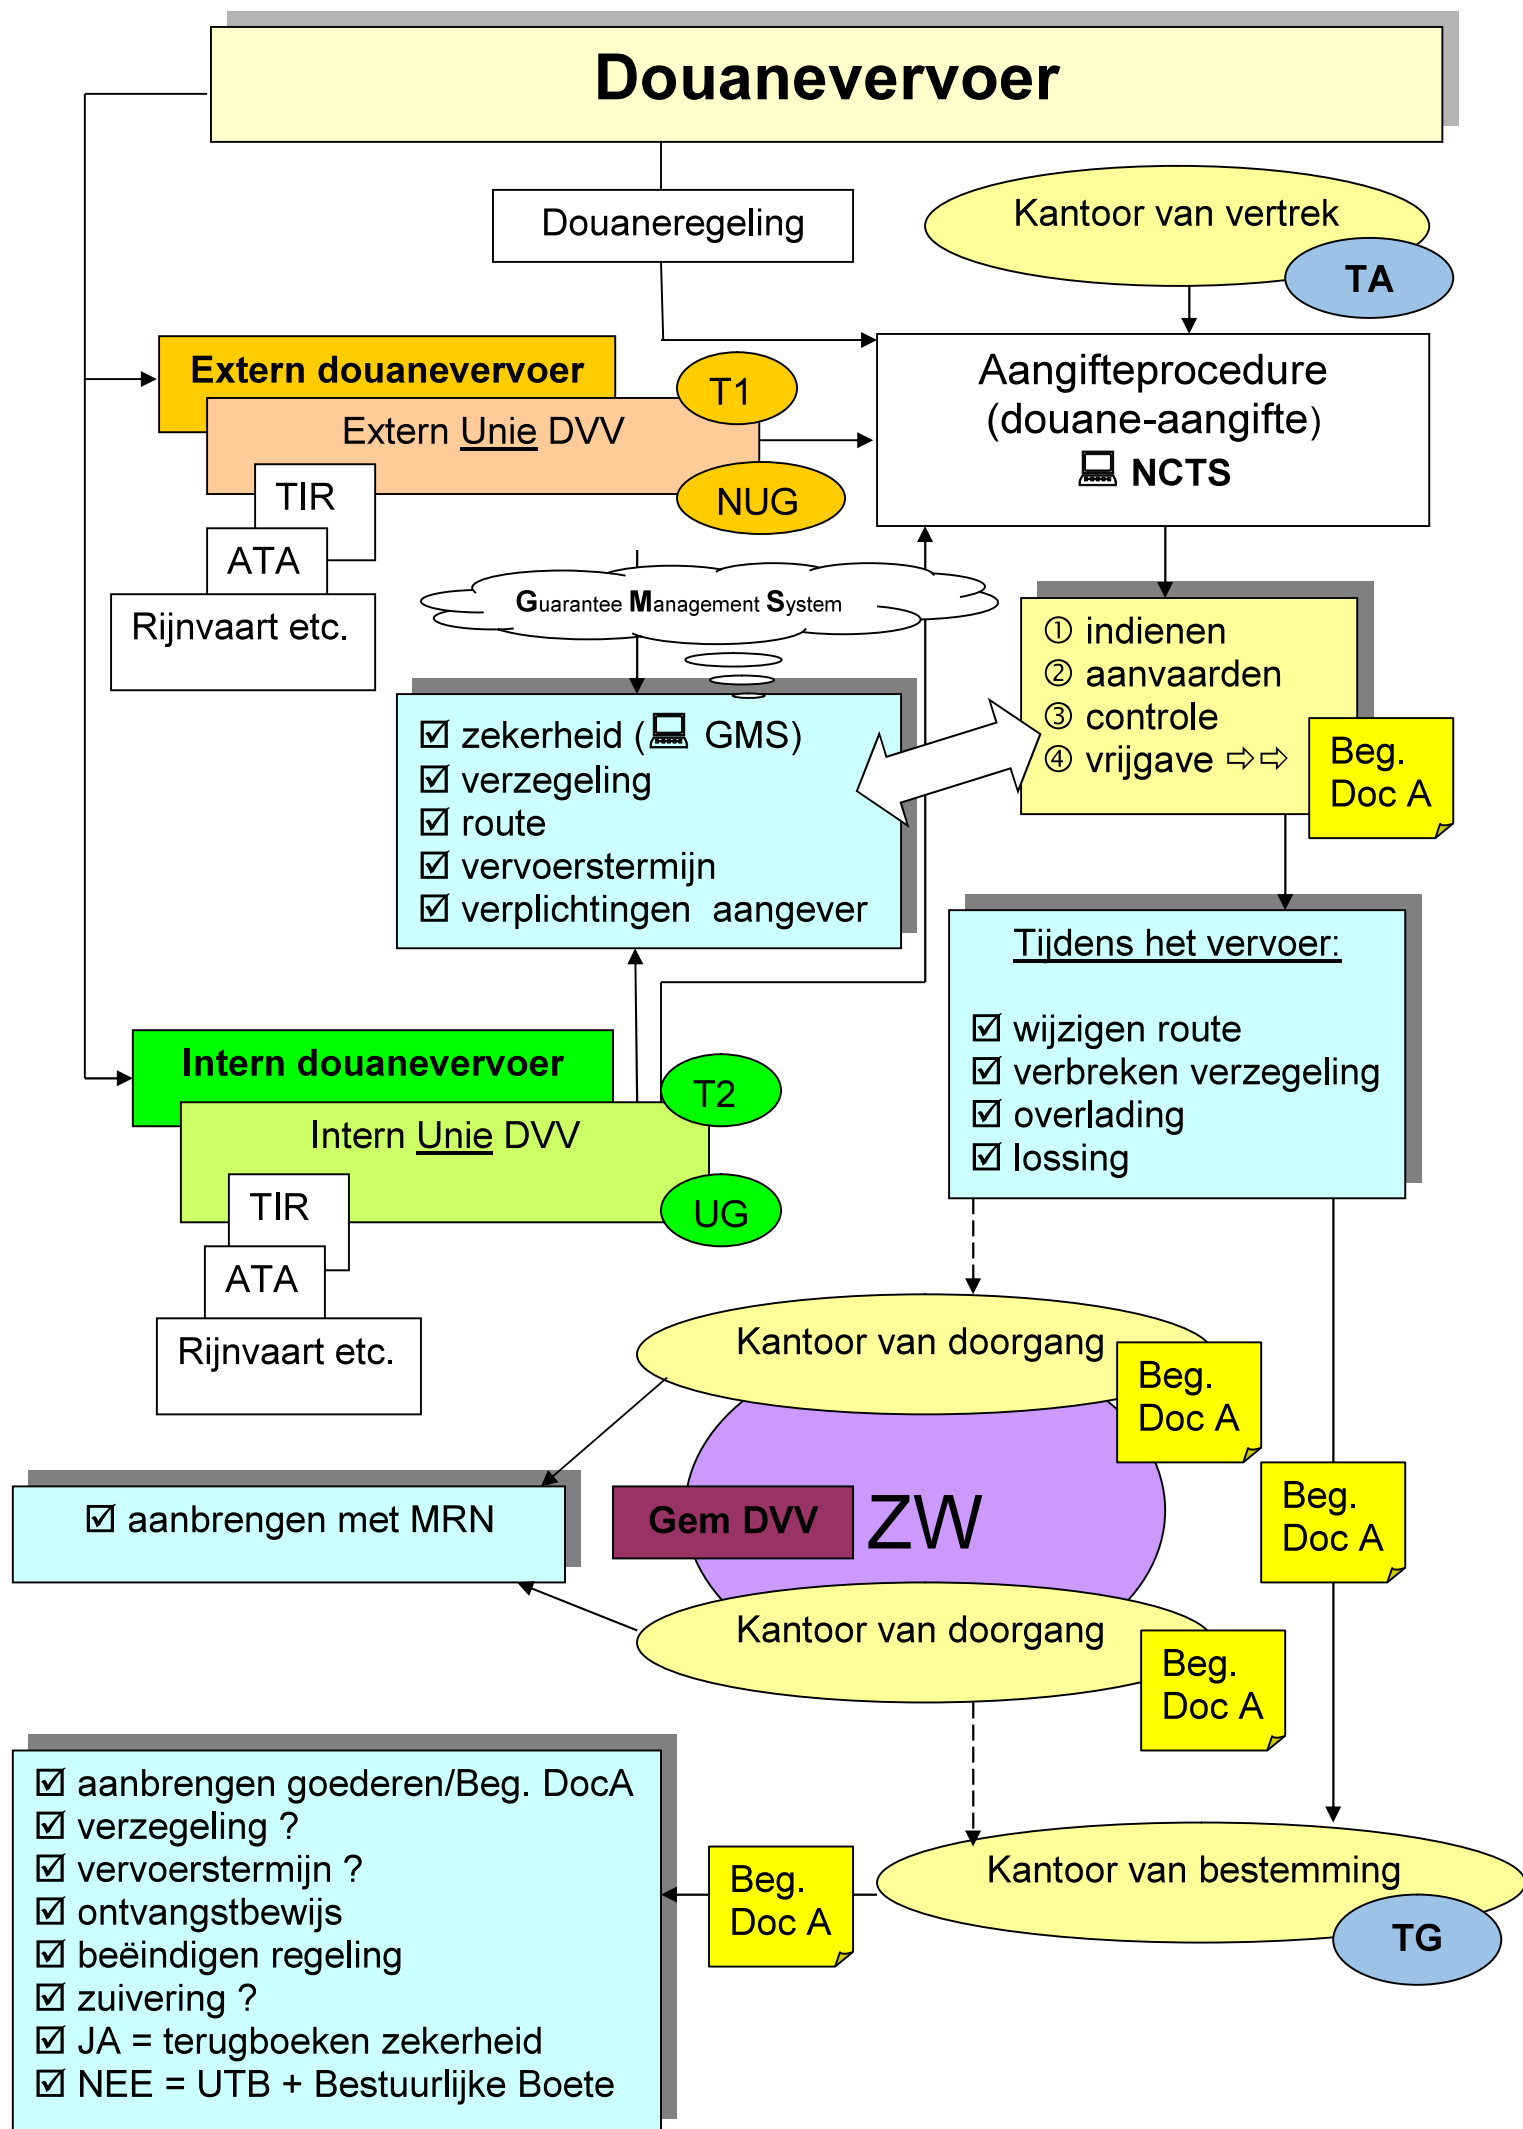 Douanevervoer
Douaneregeling
Kantoor van vertrek
TA
Extern douanevervoer
T1
Extern Unie DVV
NUG
TIR
ATA
Rijnvaart etc.
Aangifteprocedure
(douane-aangifte)
NCTS
Guarantee Management System
① indienen
② aanvaarden
③ controle
④ vrijgave ⇨⇨
Beg.
Doc A
☑ zekerheid (💻 GMS)
☑ verzegeling
☑ route
☑ vervoerstermijn
☑ verplichtingen aangever
Tijdens het vervoer:
☑ wijzigen route
☑ verbreken verzegeling
☑ overlading
☑ lossing
Intern douanevervoer
T2
Intern Unie DVV
UG
TIR
ATA
Rijnvaart etc.
Kantoor van doorgang
Beg.
Doc A
☑ aanbrengen met MRN
Gem DVV
ZW
Beg.
Doc A
Kantoor van doorgang
Beg.
Doc A
Kantoor van bestemming
TG
Beg.
Doc A
☑ aanbrengen goederen/Beg. DocA
☑ verzegeling ?
☑ vervoerstermijn ?
☑ ontvangstbewijs
☑ beëindigen regeling
☑ zuivering ?
☑ JA = terugboeken zekerheid
☑ NEE = UTB + Bestuurlijke Boete